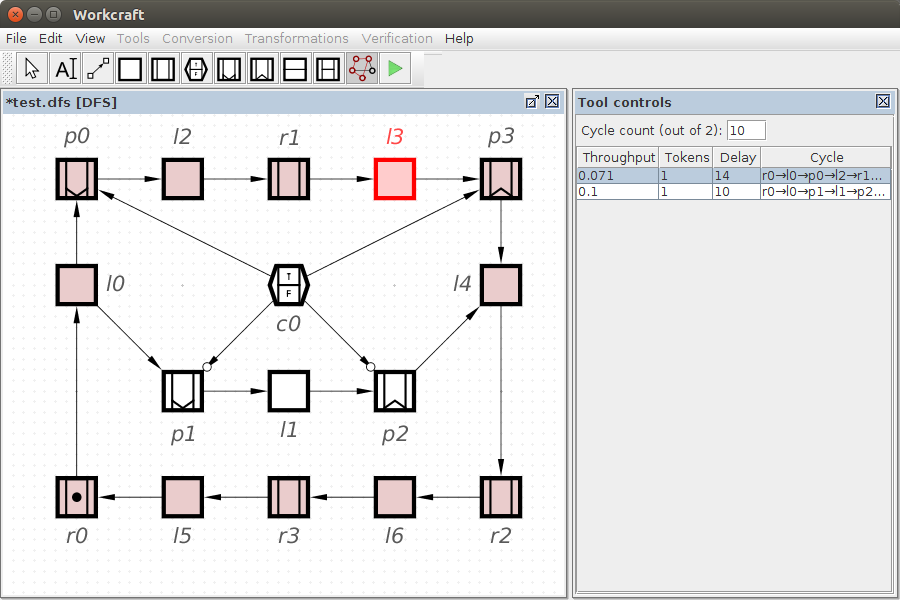 Workcraft
File Edit View Tools Conversion Transformations Verification Help
A
T
F
*test.dfs [DFS]
Tool controls
Cycle count (out of 2): 10
Throughput Tokens Delay Cycle
0.071 1 14 r0→l0→p0→l2→r1...
0.1 1 10 r0→l0→p1→l1→p2...
p0 l2 r1 l3 p3
l0 T l4
F
c0
p1 l1 p2
r0 l5 r3 l6 r2